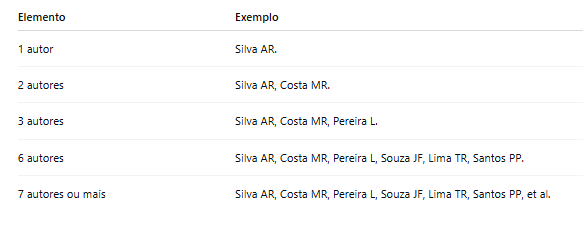 Elemento Exemplo
1 autor Silva AR.
2 autores Silva AR, Costa MR.
3 autores Silva AR, Costa MR, Pereira L.
6 autores Silva AR, Costa MR, Pereira L, Souza JF, Lima TR, Santos PP.
7 autores ou mais Silva AR, Costa MR, Pereira L, Souza JF, Lima TR, Santos PP, et al.